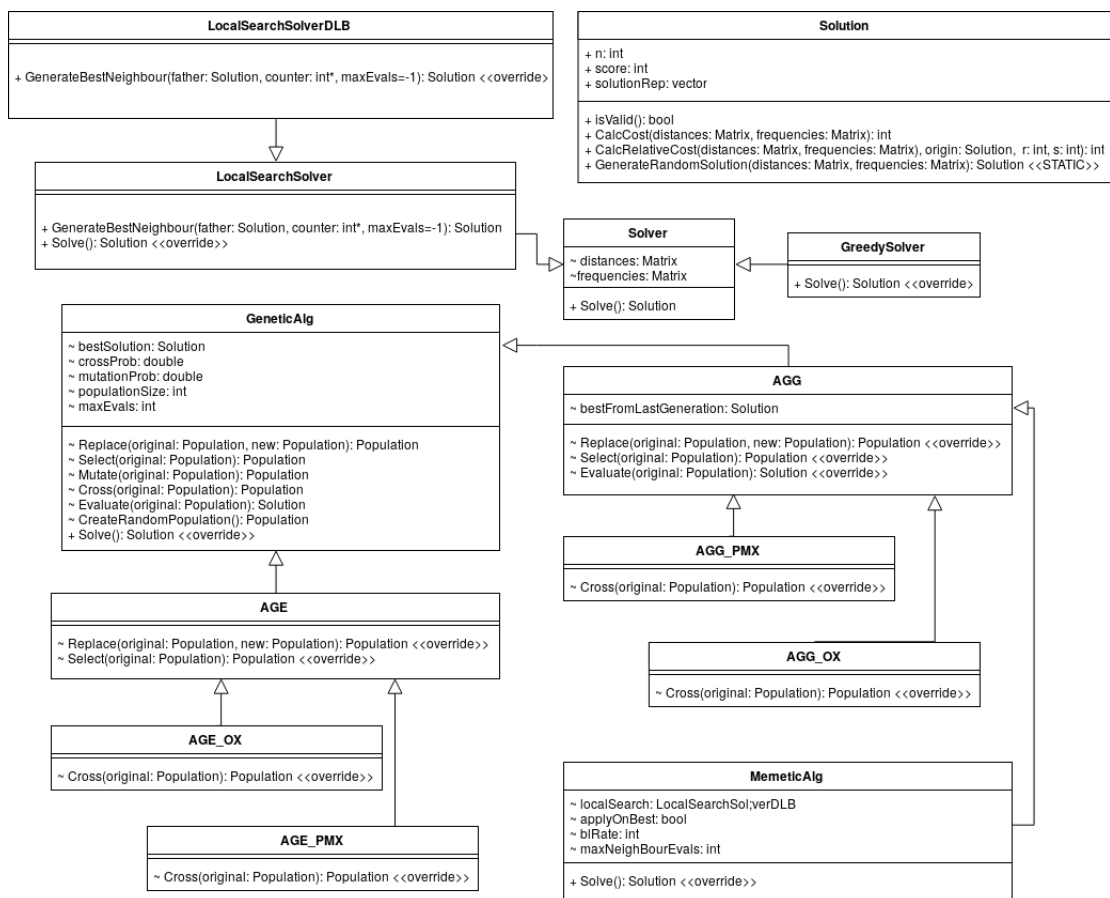 LocalSearchSolverDLB
+ GenerateBestNeighbour(father: Solution, counter: int*, maxEvals=-1): Solution <<override>
Solution
+ n: int
+ score: int
+ solutionRep: vector
+ isValid(): bool
+ CalcCost(distances: Matrix, frequencies: Matrix): int
+ CalcRelativeCost(distances: Matrix, frequencies: Matrix), origin: Solution, r: int, s: int): int
+ GenerateRandomSolution(distances: Matrix, frequencies: Matrix): Solution <<STATIC>>
LocalSearchSolver
+ GenerateBestNeighbour(father: Solution, counter: int*, maxEvals=-1): Solution
+ Solve(): Solution <<override>>
Solver
~ distances: Matrix
~frequencies: Matrix
+ Solve(): Solution
GreedySolver
+ Solve(): Solution <<override>
GeneticAlg
~ bestSolution: Solution
~ crossProb: double
~ mutationProb: double
~ populationSize: int
~ maxEvals: int
~ Replace(original: Population, new: Population): Population
~ Select(original: Population): Population
~ Mutate(original: Population): Population
~ Cross(original: Population): Population
~ Evaluate(original: Population): Solution
~ CreateRandomPopulation(): Population
+ Solve(): Solution <<override>>
AGG
~ bestFromLastGeneration: Solution
~ Replace(original: Population, new: Population): Population <<override>>
~ Select(original: Population): Population <<override>>
~ Evaluate(original: Population): Solution <<override>>
AGG_PMX
~ Cross(original: Population): Population <<override>>
AGE
~ Replace(original: Population, new: Population): Population <<override>>
~ Select(original: Population): Population <<override>>
AGG_OX
~ Cross(original: Population): Population <<override>>
AGE_OX
~ Cross(original: Population): Population <<override>>
MemeticAlg
~ localSearch: LocalSearchSol;verDLB
~ applyOnBest: bool
~ blRate: int
~ maxNeighBourEvals: int
+ Solve(): Solution <<override>>
AGE_PMX
~ Cross(original: Population): Population <<override>>